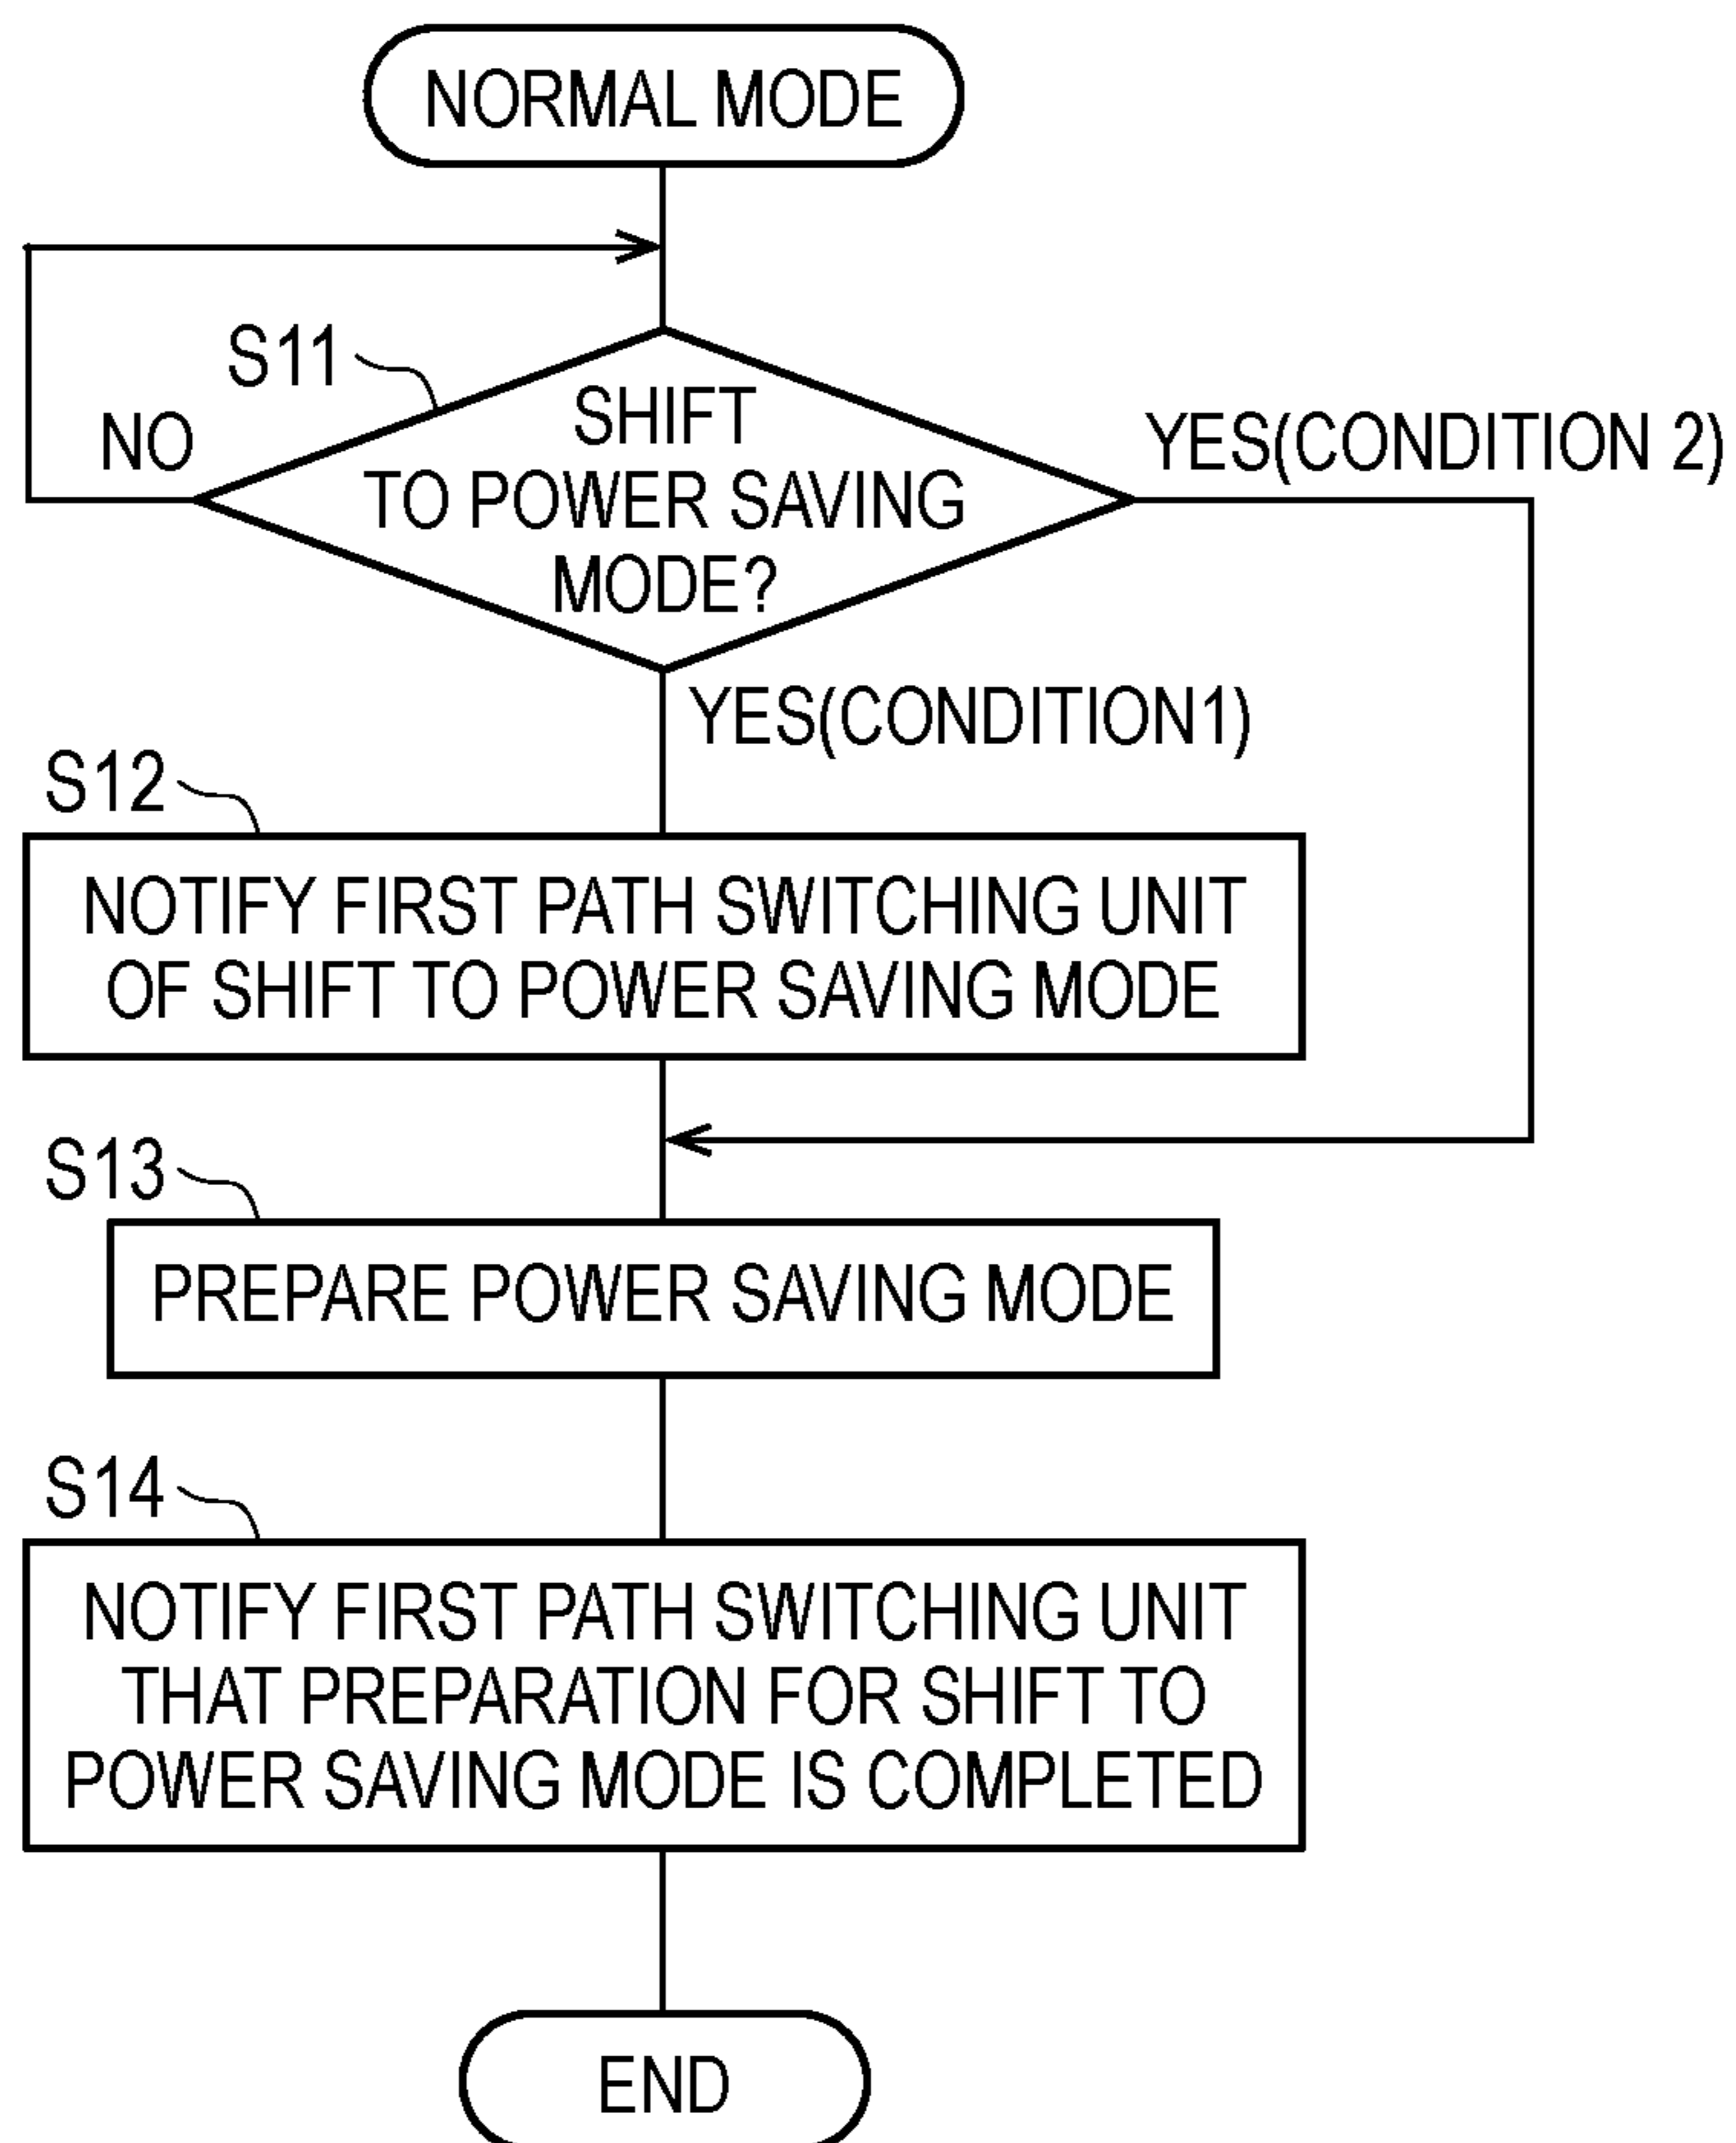 NORMAL MODE
S11
SHIFT
TO POWER SAVING
MODE?
NO
YES(CONDITION 2)
YES(CONDITION1)
S12
NOTIFY FIRST PATH SWITCHING UNIT
OF SHIFT TO POWER SAVING MODE
S13
PREPARE POWER SAVING MODE
S14
NOTIFY FIRST PATH SWITCHING UNIT
THAT PREPARATION FOR SHIFT TO
POWER SAVING MODE IS COMPLETED
END